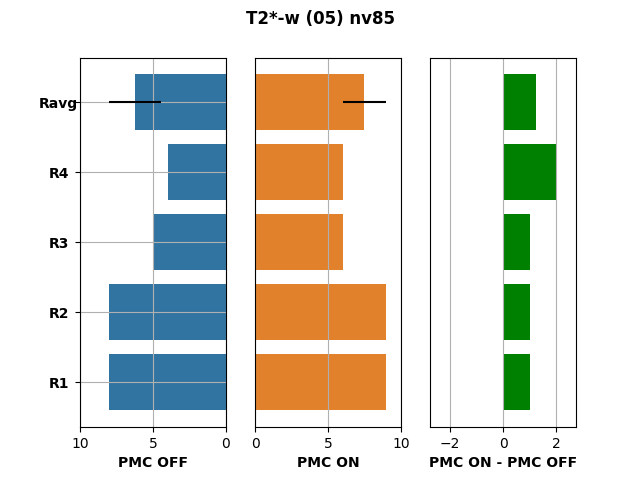 T2*-w (05) nv85
Ravg
R4
R3
R2
R1
10 5 0
0 5 10
−2 0 2
PMC OFF
PMC ON
PMC ON - PMC OFF